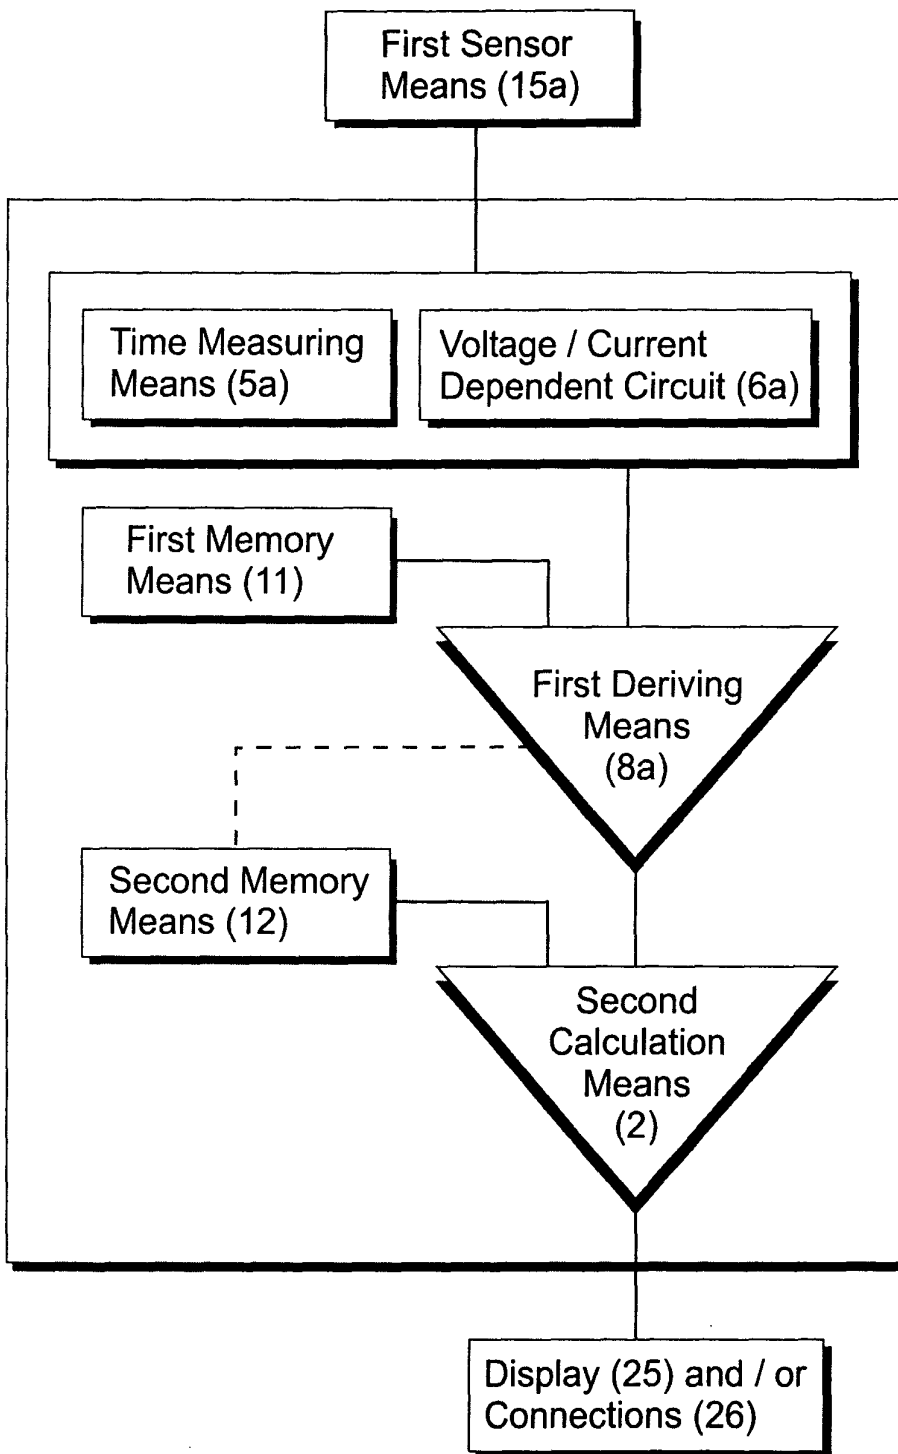 First Sensor
Means (15a)
Time Measuring
Means (5a)
Voltage / Current
Dependent Circuit (6a)
First Memory
Means (11)
First Deriving
Means
(8a)
Second Memory
Means (12)
Second
Calculation
Means
(2)
Display (25) and / or
Connections (26)